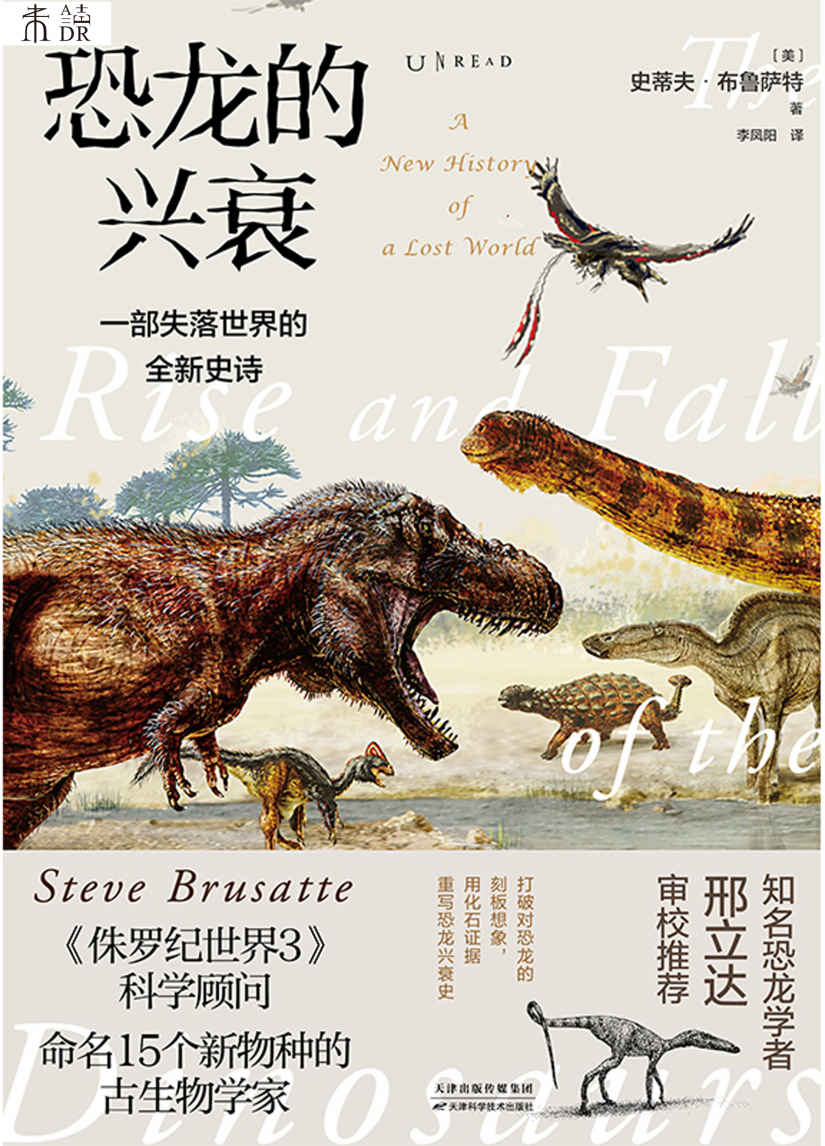 未读
A
DR
恐龙的
兴衰
UNREAD
[美]
史蒂夫·布鲁萨特
著
李凤阳 译
A
New History
of
a Lost World
一部失落世界的
全新史诗
The
Rise and Fall
of the
Dinosaurs
Steve Brusatte
《侏罗纪世界3》
科学顾问
命名15个新物种的
古生物学家
打破对恐龙的
刻板想象,
用化石证据
重写恐龙兴衰史
知名恐龙学者
邢立达
审校推荐
天津出版传媒集团
天津科学技术出版社